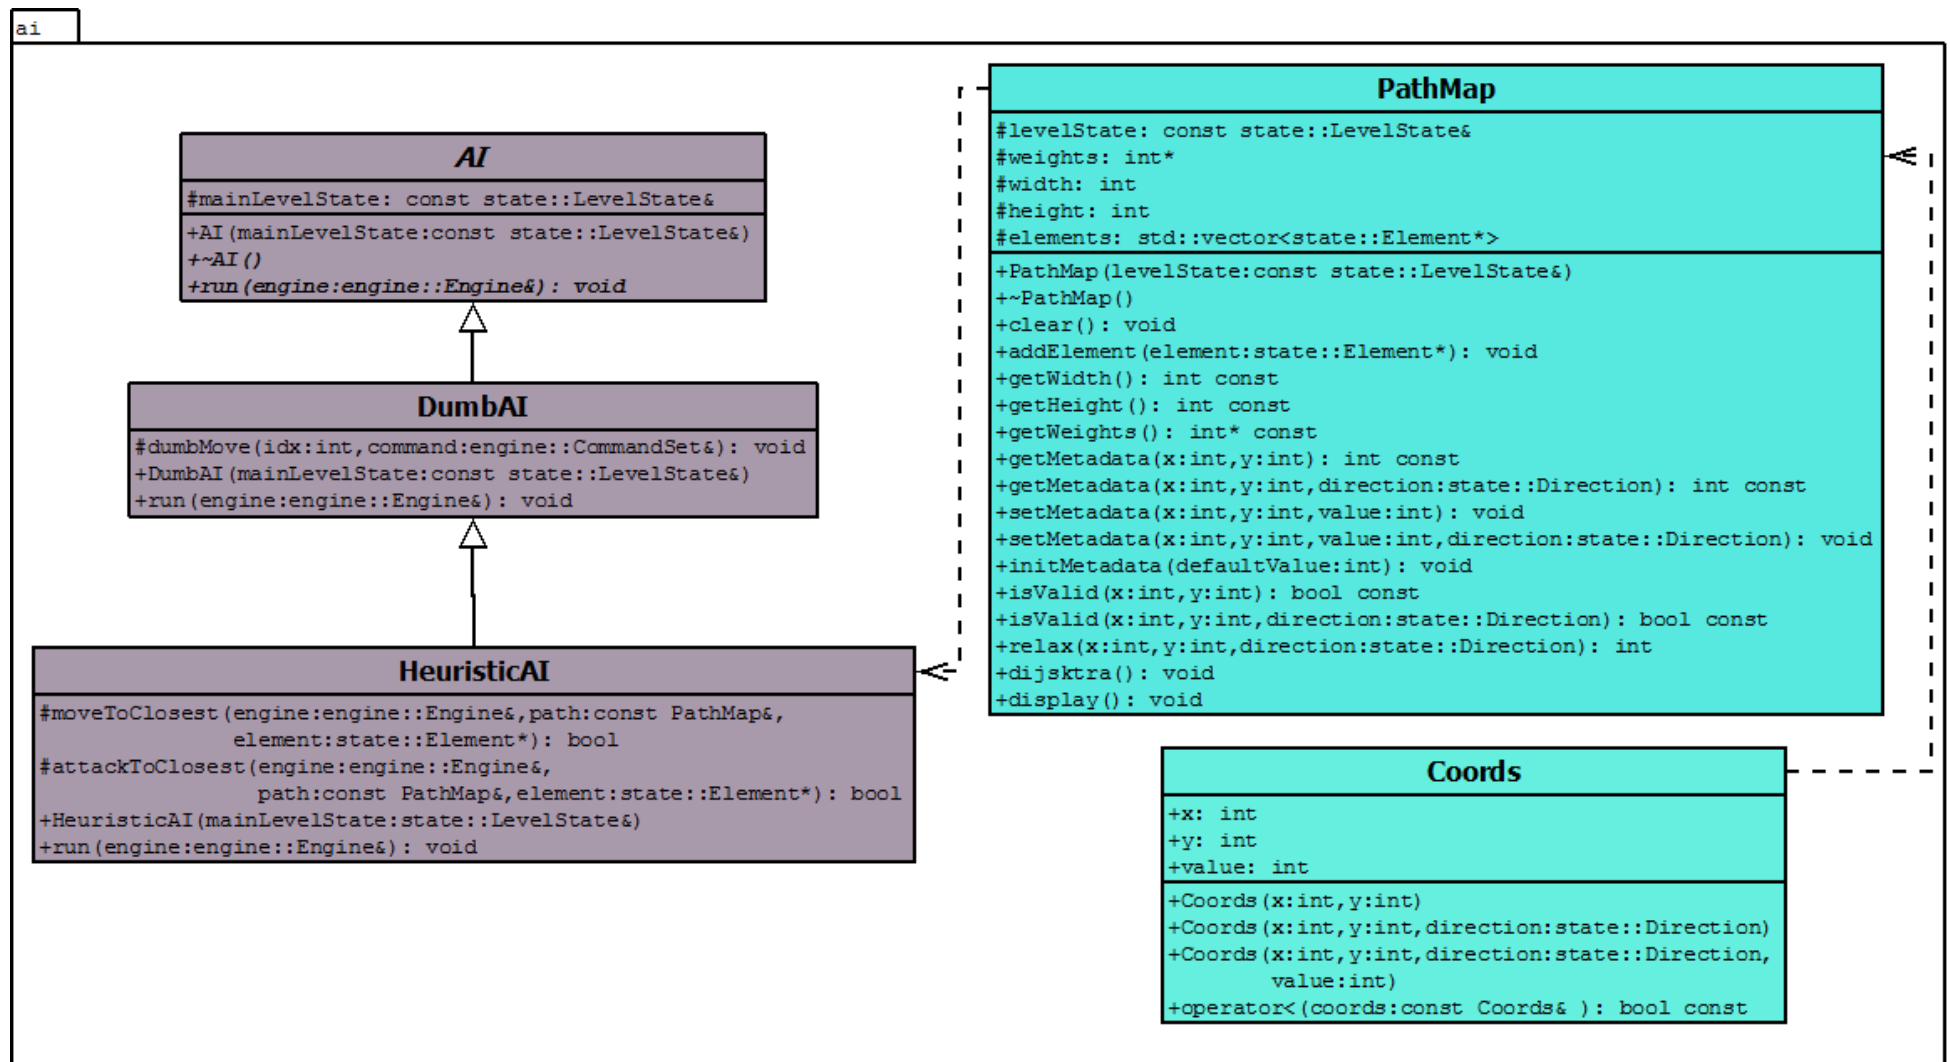 ai
AI
#mainLevelState: const state::LevelState&
+AI(mainLevelState:const state::LevelState&)
+~AI()
+run(engine:engine::Engine&): void
DumbAI
#dumbMove(idx:int,command:engine::CommandSet&): void
+DumbAI(mainLevelState:const state::LevelState&)
+run(engine:engine::Engine&): void
HeuristicAI
#moveToClosest(engine:engine::Engine&,path:const PathMap&,
element:state::Element*): bool
#attackToClosest(engine:engine::Engine&,
path:const PathMap&,element:state::Element*): bool
+HeuristicAI(mainLevelState:state::LevelState&)
+run(engine:engine::Engine&): void
PathMap
#levelState: const state::LevelState&
#weights: int*
#width: int
#height: int
#elements: std::vector<state::Element*>
+PathMap(levelState:const state::LevelState&)
+~PathMap()
+clear(): void
+addElement(element:state::Element*): void
+getWidth(): int const
+getHeight(): int const
+getWeights(): int* const
+getMetadata(x:int,y:int): int const
+getMetadata(x:int,y:int,direction:state::Direction): int const
+setMetadata(x:int,y:int,value:int): void
+setMetadata(x:int,y:int,value:int,direction:state::Direction): void
+initMetadata(defaultValue:int): void
+isValid(x:int,y:int): bool const
+isValid(x:int,y:int,direction:state::Direction): bool const
+relax(x:int,y:int,direction:state::Direction): int
+dijsktra(): void
+display(): void
Coords
+x: int
+y: int
+value: int
+Coords(x:int,y:int)
+Coords(x:int,y:int,direction:state::Direction)
+Coords(x:int,y:int,direction:state::Direction,
value:int)
+operator<(coords:const Coords& ): bool const